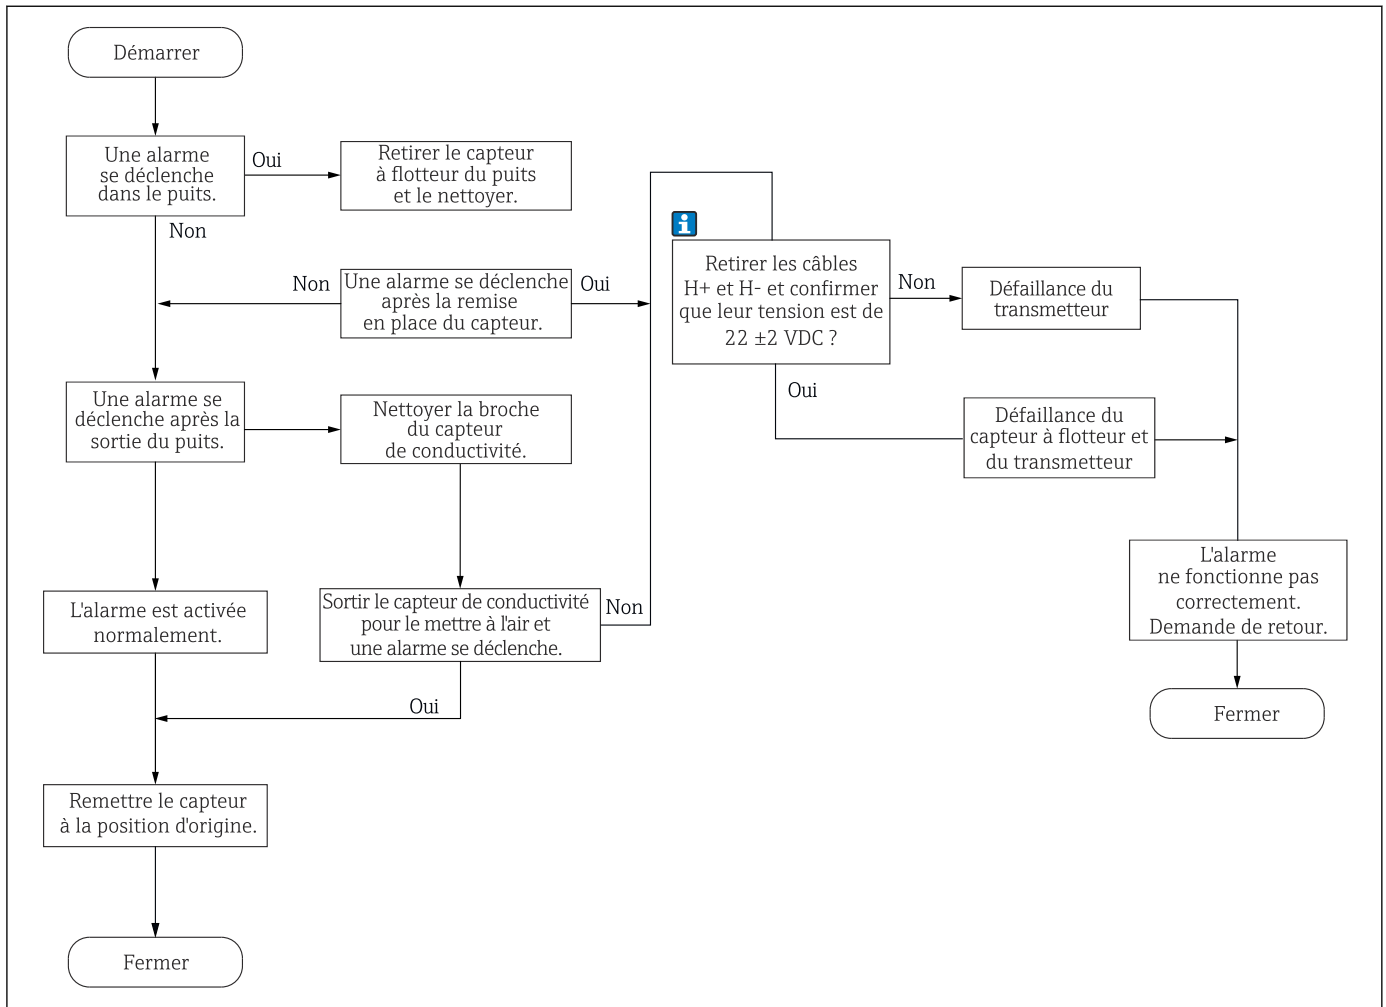 Démarrer
Une alarme
se déclenche
dans le puits.
Oui
Retirer le capteur
à flotteur du puits
et le nettoyer.
Non
Non
Une alarme se déclenche
après la remise
en place du capteur.
Oui
i
Retirer les câbles
H+ et H- et confirmer
que leur tension est de
22 ±2 VDC ?
Non
Défaillance du
transmetteur
Oui
Une alarme se
déclenche après la
sortie du puits.
Nettoyer la broche
du capteur
de conductivité.
Défaillance du
capteur à flotteur et
du transmetteur
L'alarme est activée
normalement.
Sortir le capteur de conductivité
pour le mettre à l'air et
une alarme se déclenche.
Non
L'alarme
ne fonctionne pas
correctement.
Demande de retour.
Oui
Fermer
Remettre le capteur
à la position d'origine.
Fermer